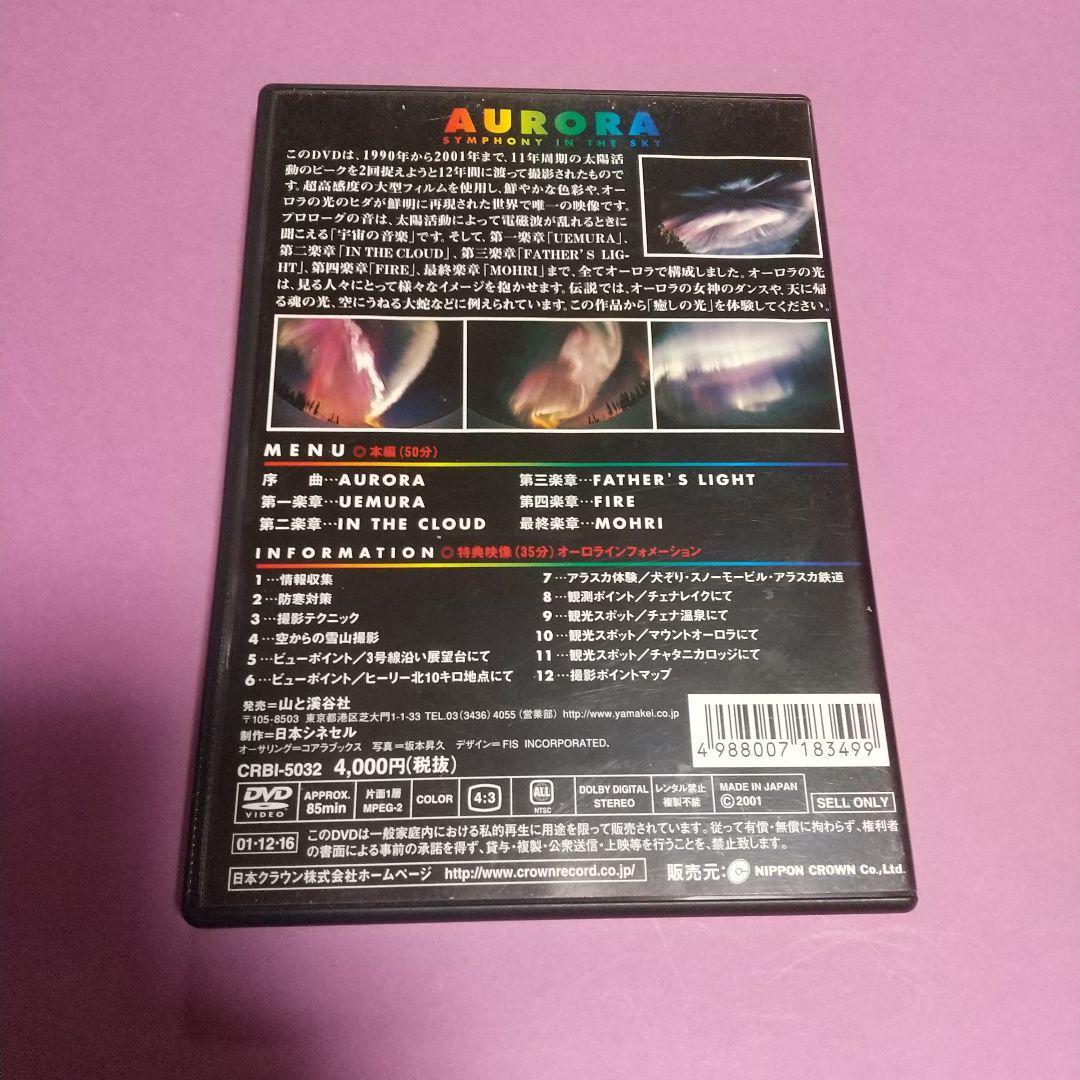 AURORA
SYMPHONY IN THE SKY
このDVDは、1990年から2001年まで、11年周期の太陽活
動のピークを2回捉えようと12年間に渡って撮影されたもので
す。超高感度の大型フィルムを使用し、鮮やかな色彩や、オー
ロラの光のヒダが鮮明に再現された世界で唯一の映像です。
プロローグの音は、太陽活動によって電磁波が乱れるときに
聞こえる「宇宙の音楽」です。そして、第一楽章「UEMURA」、
第二楽章「IN THE CLOUD」、第三楽章「FATHER'S LIG-
HT」、第四楽章「FIRE」、最終楽章「MOHRI」まで、全てオーロラで構成しました。オーロラの光
は、見る人々にとって様々なイメージを抱かせます。伝説では、オーロラの女神のダンスや、天に帰
る魂の光、空にうねる大蛇などに例えられています。この作品から「癒しの光」を体験してください。
MENU ◎本編(50分)
序 曲…AURORA
第一楽章…UEMURA
第二楽章…IN THE CLOUD
第三楽章…FATHER'S LIGHT
第四楽章…FIRE
最終楽章…MOHRI
INFORMATION ◎特典映像(35分)オーロラインフォメーション
1…情報収集
2…防寒対策
3…撮影テクニック
4…空からの雪山撮影
5…ビューポイント/3号線沿い展望台にて
6…ビューポイント/ヒーリー北10キロ地点にて
7…アラスカ体験/犬ぞり・スノーモービル・アラスカ鉄道
8…観測ポイント/チェナレイクにて
9…観光スポット/チェナ温泉にて
10…観光スポット/マウントオーロラにて
11…観光スポット/チャタニカロッジにて
12…撮影ポイントマップ
発売=山と溪谷社
〒105-8503 東京都港区芝大門1-1-33 TEL.03(3436)4055(営業部) http://www.yamakei.co.jp
制作=日本シネセル
オーサリング=コアラブックス 写真=坂本昇久 デザイン=FIS INCORPORATED.
CRBI-5032 4,000円(税抜)
4 988007 183499
DVD VIDEO
APPROX. 85min
片面1層 MPEG-2
COLOR
4:3
ALL NTSC
DOLBY DIGITAL STEREO
レンタル禁止 複製不能
MADE IN JAPAN ©2001
SELL ONLY
01・12・16
このDVDは一般家庭内における私的再生に用途を限って販売されています。従って有償・無償に拘わらず、権利者
の書面による事前の承諾を得ず、貸与・複製・公衆送信・上映等を行うことを、禁止致します。
日本クラウン株式会社ホームページ http://www.crownrecord.co.jp/
販売元: NIPPON CROWN Co.,Ltd.